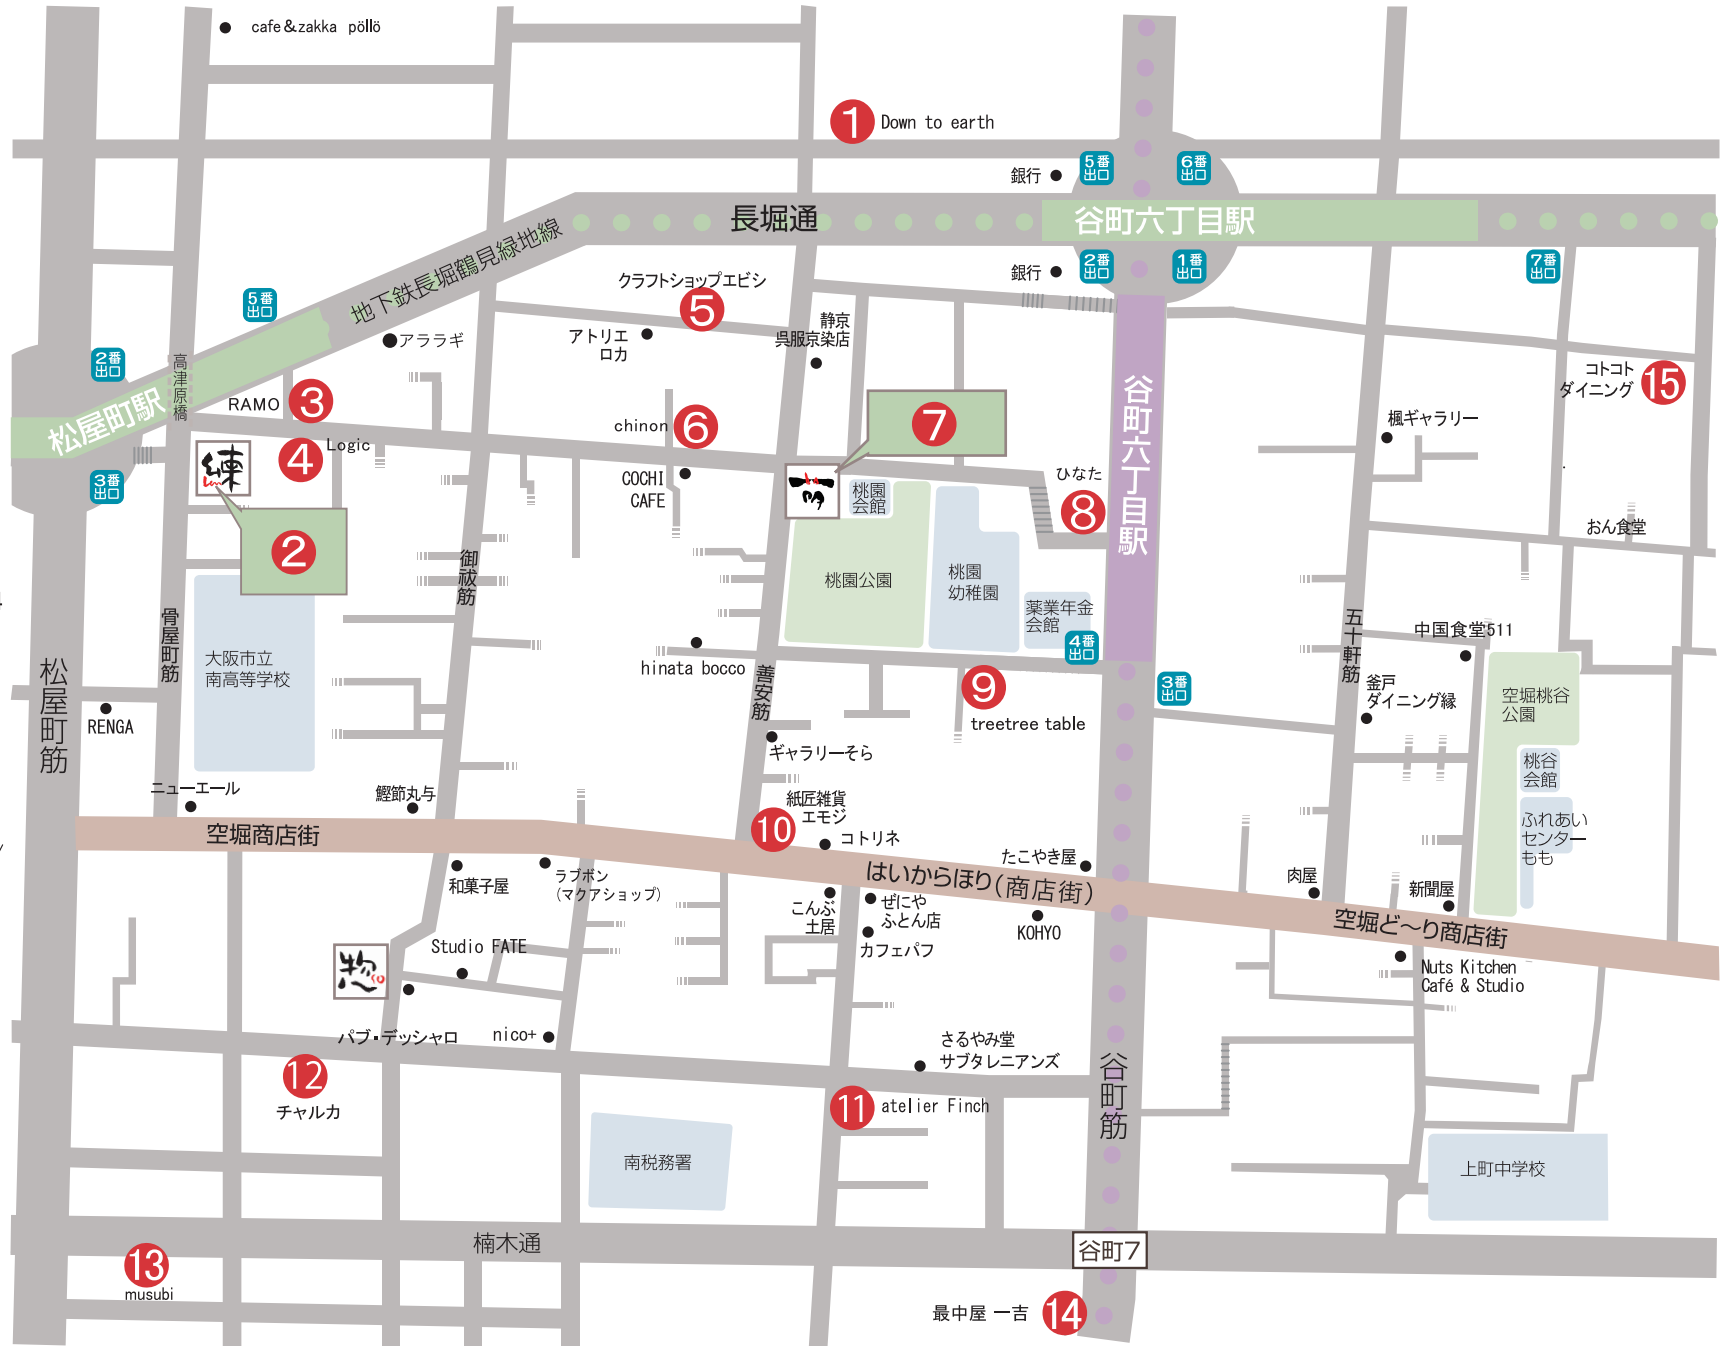 cafe＆zakka pöllö
1 Down to earth
銀行
5番
出口
6番
出口
長堀通
谷町六丁目駅
地下鉄長堀鶴見緑地線
銀行
2番
出口
1番
出口
7番
出口
5番
出口
クラフトショップエビシ
5
アトリエ
ロカ
静京
呉服京染店
アララギ
2番
出口
高津原橋
松屋町駅
RAMO 3
4 Logic
3番
出口
練
2
chinon 6
COCHI
CAFE
7
萌
谷町六丁目駅
ひなた
8
コトコト
ダイニング
15
楓ギャラリー
おん食堂
桃園
会館
桃園公園
桃園
幼稚園
薬業年金
会館
4番
出口
御祓筋
骨屋町筋
大阪市立
南高等学校
松屋町筋
RENGA
hinata bocco
善安筋
9
treetree table
3番
出口
五十軒筋
中国食堂511
釜戸
ダイニング縁
空堀桃谷
公園
桃谷
会館
ふれあい
センター
もも
ギャラリーそら
ニューエール
鰹節丸与
紙匠雑貨
エモジ
10
コトリネ
空堀商店街
はいからほり(商店街)
空堀ど〜り商店街
たこやき屋
肉屋
新聞屋
和菓子屋
ラブボン
(マクアショップ)
こんぶ
土居
ぜにや
ふとん店
カフェパフ
KOHYO
Nuts Kitchen
Café & Studio
Studio FATE
惣
パブ・デッシャロ
nico+
さるやみ堂
サブタレニアンズ
谷町筋
12
チャルカ
11 atelier Finch
南税務署
上町中学校
楠木通
谷町7
13
musubi
最中屋 一吉 14